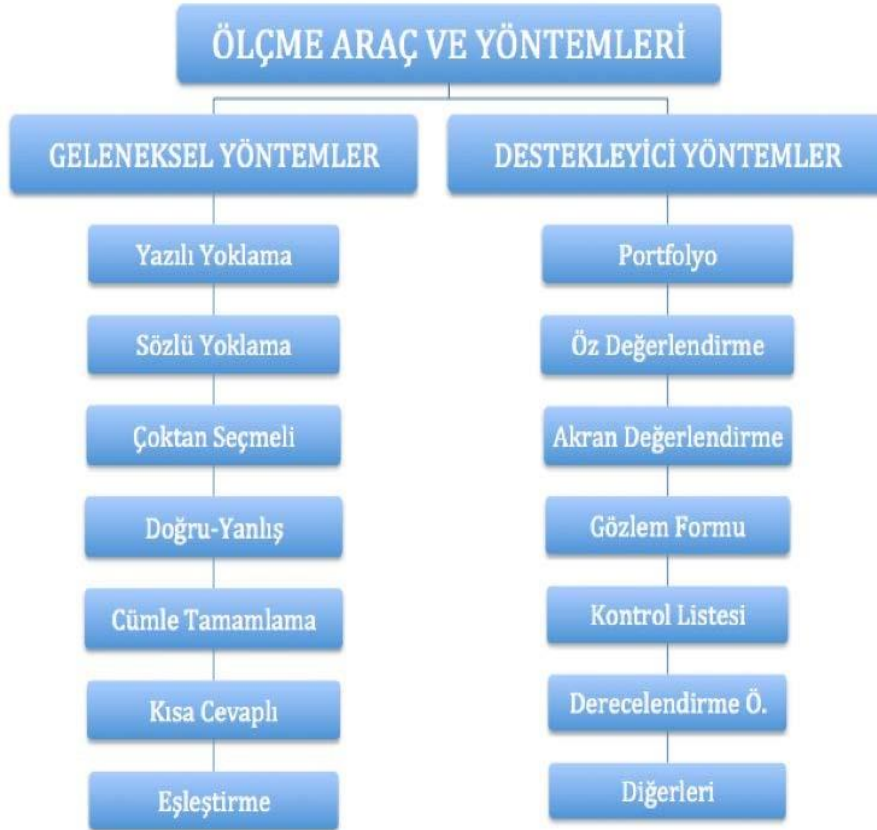 ÖLÇME ARAÇ VE YÖNTEMLERİ
GELENEKSEL YÖNTEMLER
Yazılı Yoklama
Sözlü Yoklama
Çoktan Seçmeli
Doğru-Yanlış
Cümle Tamamlama
Kısa Cevaplı
Eşleştirme
DESTEKLEYİCİ YÖNTEMLER
Portfolyo
Öz Değerlendirme
Akran Değerlendirme
Gözlem Formu
Kontrol Listesi
Derecelendirme Ö.
Diğerleri